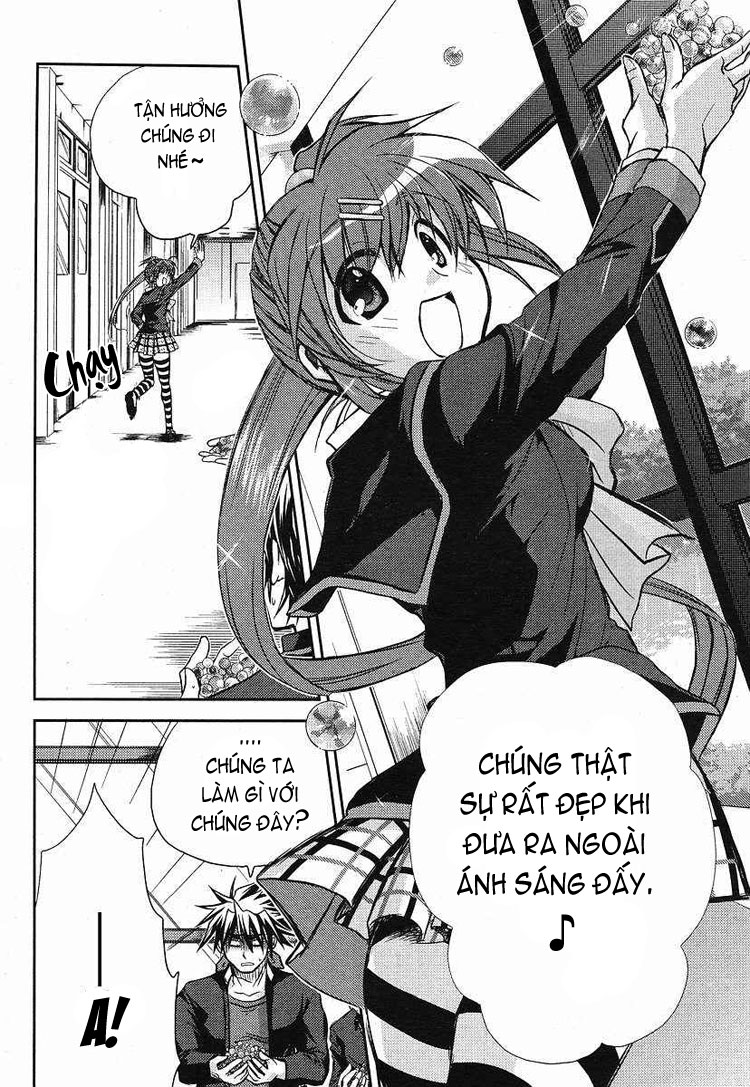 CHÚNG THẬT
SỰ RẤT ĐẸP KHI
ĐƯA RA NGOÀI
ÁNH SÁNG ĐẤY.
♪
TẬN HƯỞNG
CHÚNG ĐI
NHÉ~
Chạy
....
CHÚNG TA
LÀM GÌ VỚI
CHÚNG ĐÂY?
A!